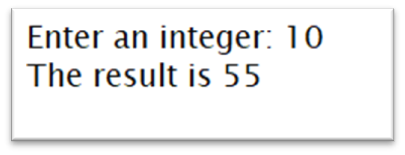 Enter an integer: 10
The result is 55